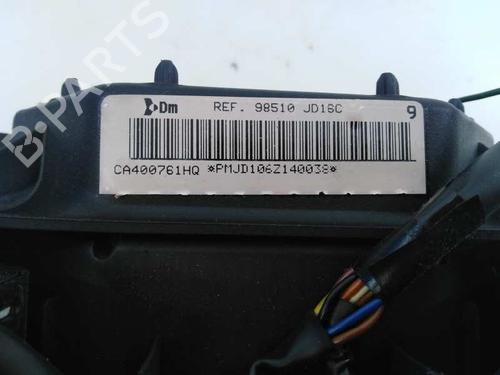 B-PARTS
Dm REF. 98510 JD16C 9
CA400761HQ *PMJD106Z140038*